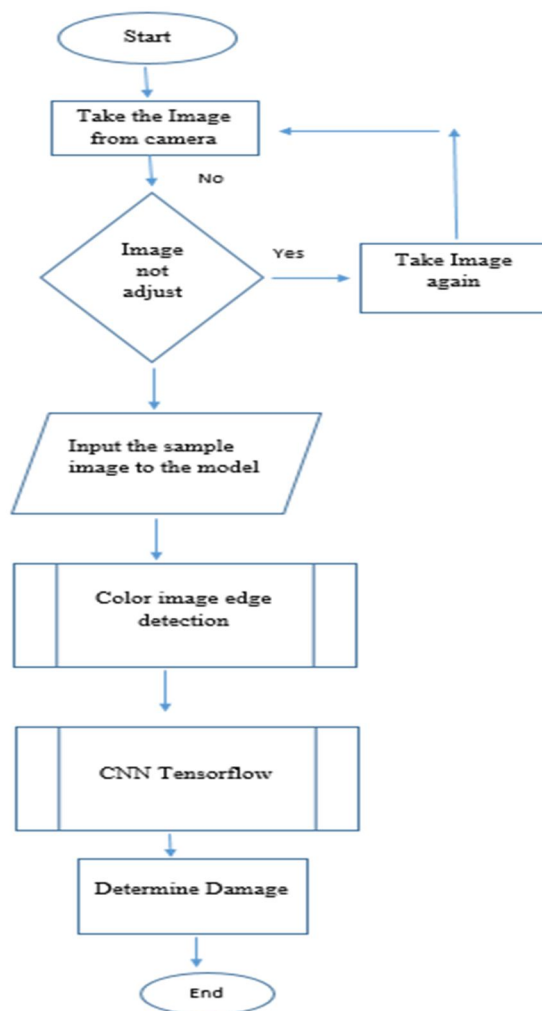 Start
Take the Image
from camera
No
Image
not
adjust
Yes
Take Image
again
Input the sample
image to the model
Color image edge
detection
CNN Tensorflow
Determine Damage
End